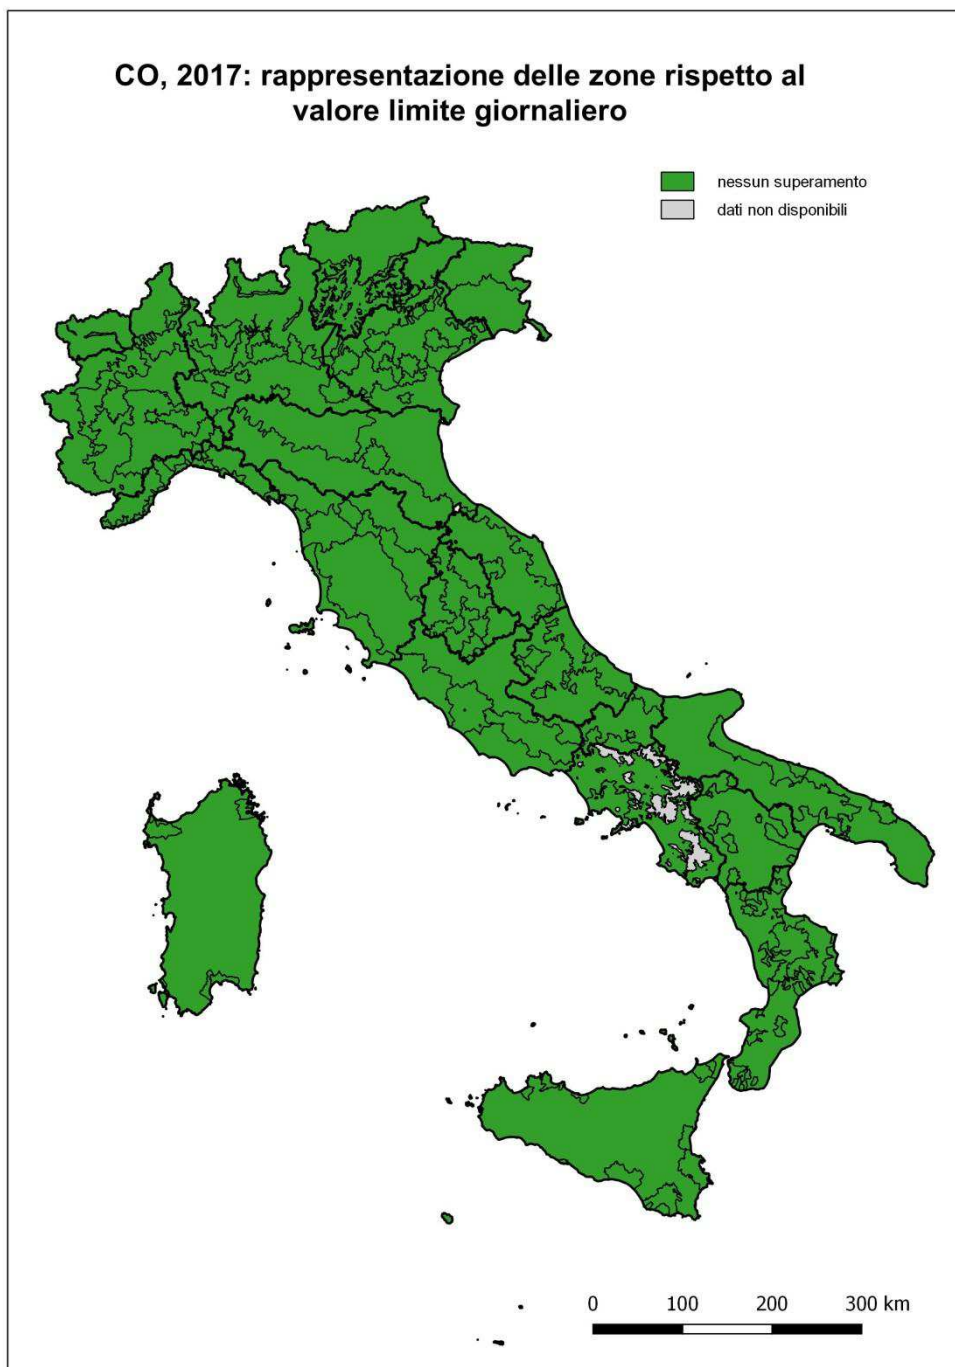 CO, 2017: rappresentazione delle zone rispetto al
valore limite giornaliero
nessun superamento
dati non disponibili
0 100 200 300 km